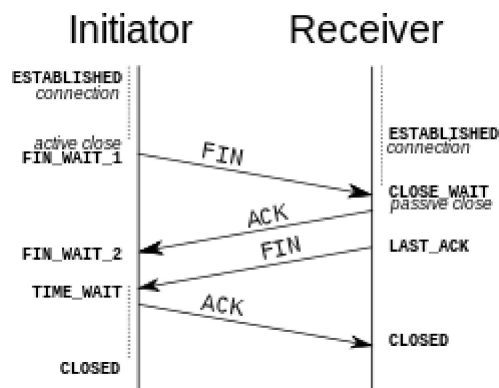 Initiator Receiver
ESTABLISHED
connection
active close
FIN_WAIT_1
FIN
ESTABLISHED
connection
CLOSE_WAIT
passive close
ACK
FIN
FIN_WAIT_2
LAST_ACK
TIME_WAIT
ACK
CLOSED
CLOSED